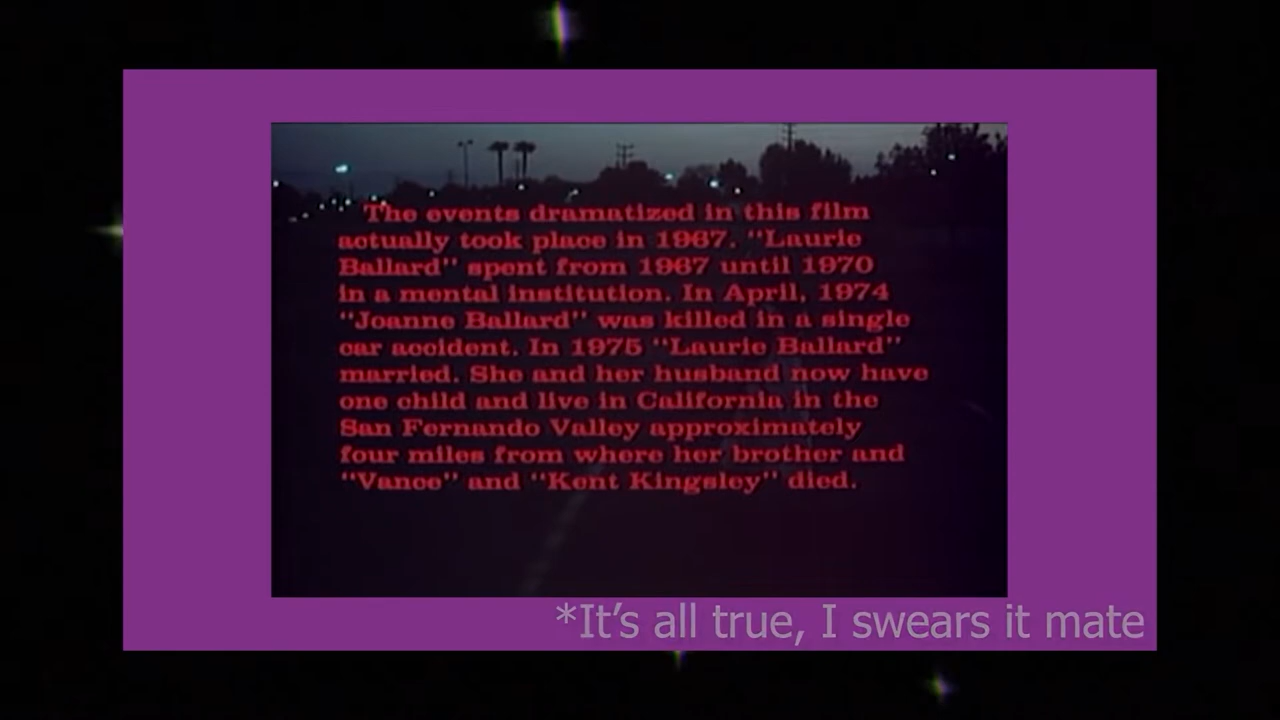 The events dramatized in this film
actually took place in 1967. "Laurie
Ballard" spent from 1967 until 1970
in a mental institution. In April, 1974
"Joanne Ballard" was killed in a single
car accident. In 1975 "Laurie Ballard"
married. She and her husband now have
one child and live in California in the
San Fernando Valley approximately
four miles from where her brother and
"Vance" and "Kent Kingsley" died.
*It's all true, I swears it mate